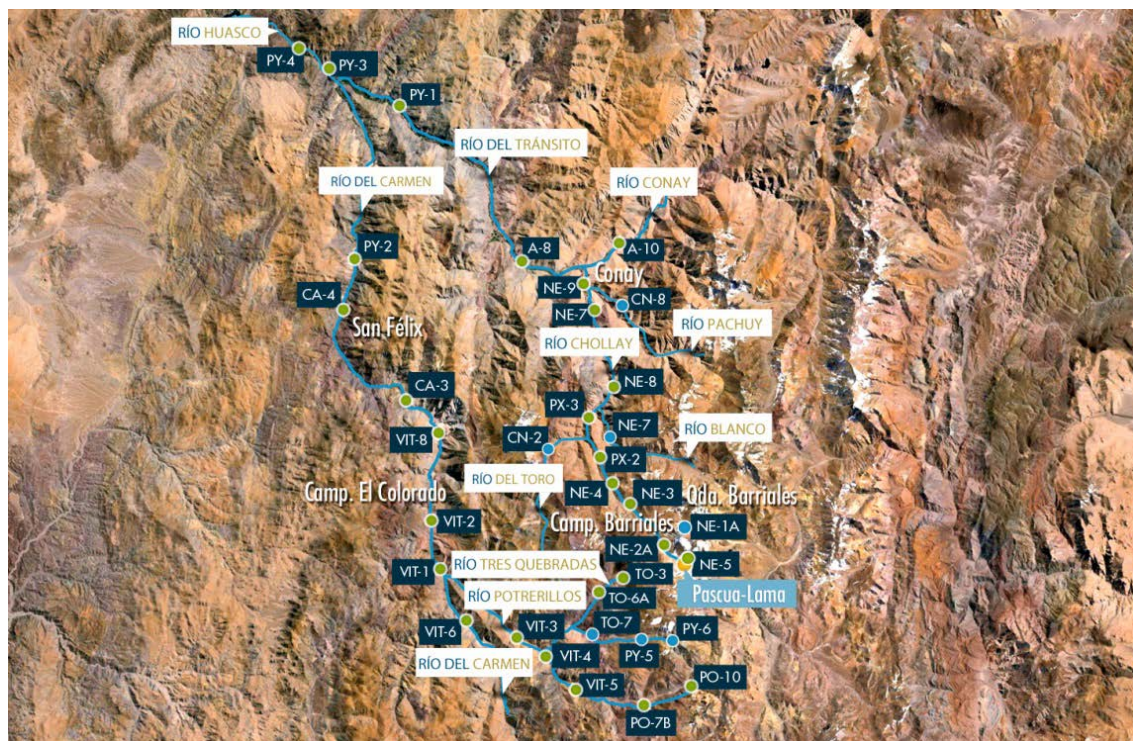 RÍO HUASCO
PY-4
PY-3
PY-1
RÍO DEL TRÁNSITO
RÍO DEL CARMEN
RÍO CONAY
PY-2
A-8
A-10
Conay
NE-9
CN-8
CA-4
NE-7
San Félix
RÍO PACHUY
RÍO CHOLLAY
CA-3
NE-8
PX-3
VIT-8
CN-2
NE-7
RÍO BLANCO
PX-2
RÍO DEL TORO
NE-4
NE-3
Qda. Barriales
Camp. El Colorado
VIT-2
Camp. Barriales
NE-1A
NE-2A
NE-5
RÍO TRES QUEBRADAS
TO-3
VIT-1
RÍO POTRERILLOS
TO-6A
Pascua-Lama
VIT-6
VIT-3
TO-7
PY-6
RÍO DEL CARMEN
VIT-4
PY-5
VIT-5
PO-10
PO-7B